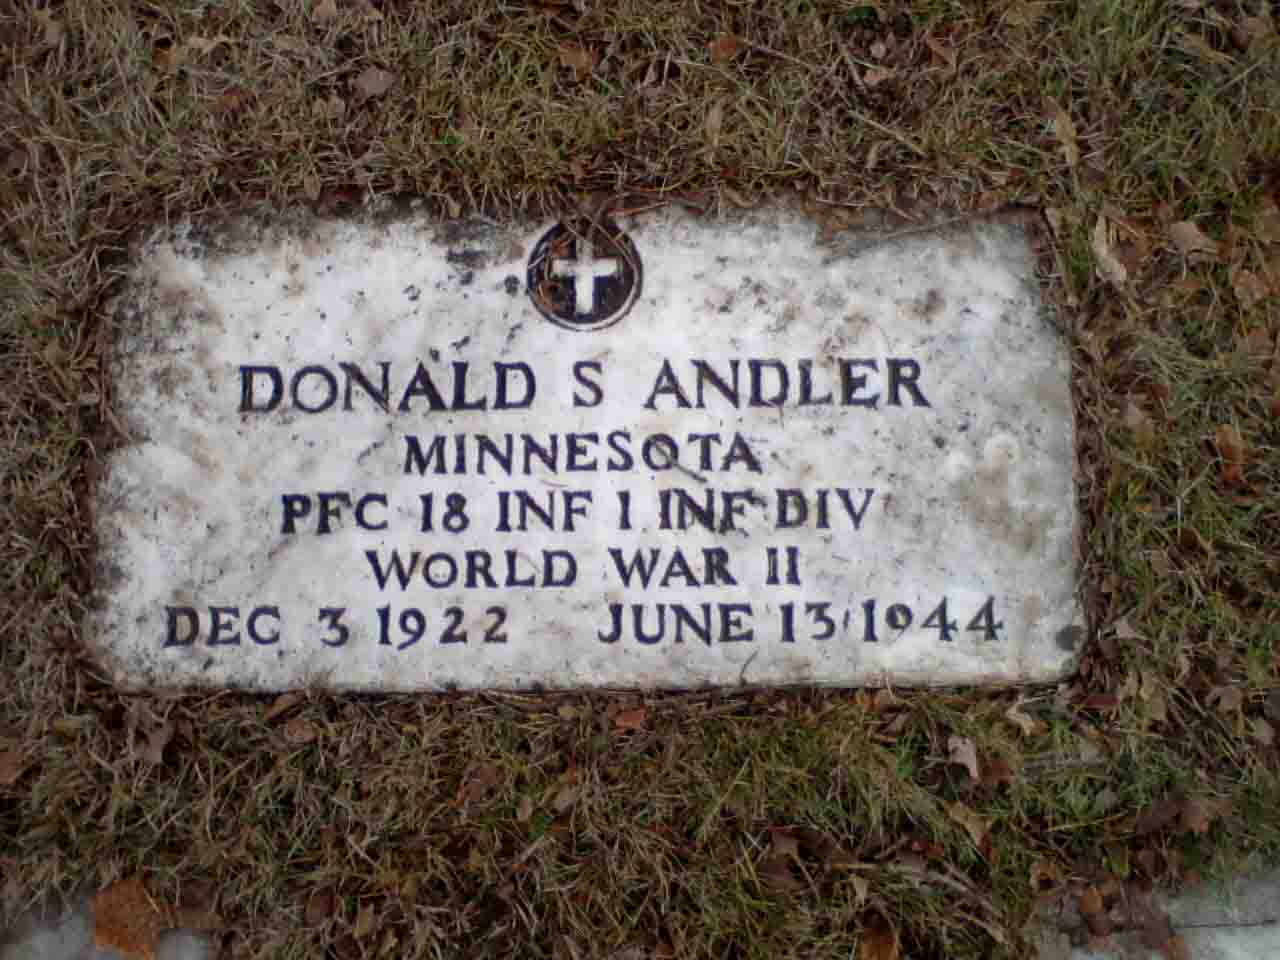 DONALD S ANDLER
MINNESOTA
PFC 18 INF 1 INF DIV
WORLD WAR II
DEC 3 1922 JUNE 13 1944